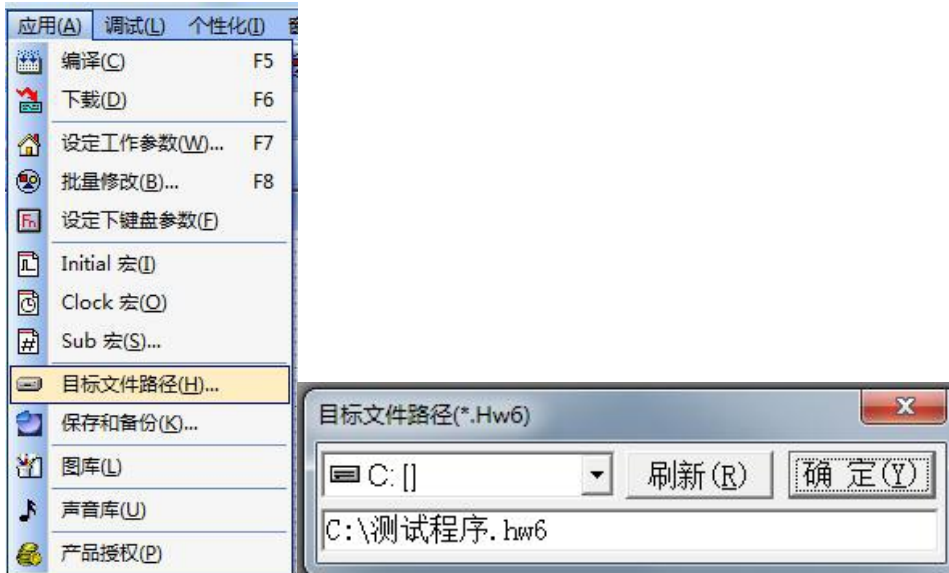 应用(A) 调试(L) 个性化(I)
编译(C) F5
下载(D) F6
设定工作参数(W)... F7
批量修改(B)... F8
设定下键盘参数(F)
Initial 宏(I)
Clock 宏(O)
Sub 宏(S)...
目标文件路径(H)...
保存和备份(K)...
图库(L)
声音库(U)
产品授权(P)
目标文件路径(*.Hw6)
C: []
刷新(R)
确 定(Y)
C:\测试程序.hw6